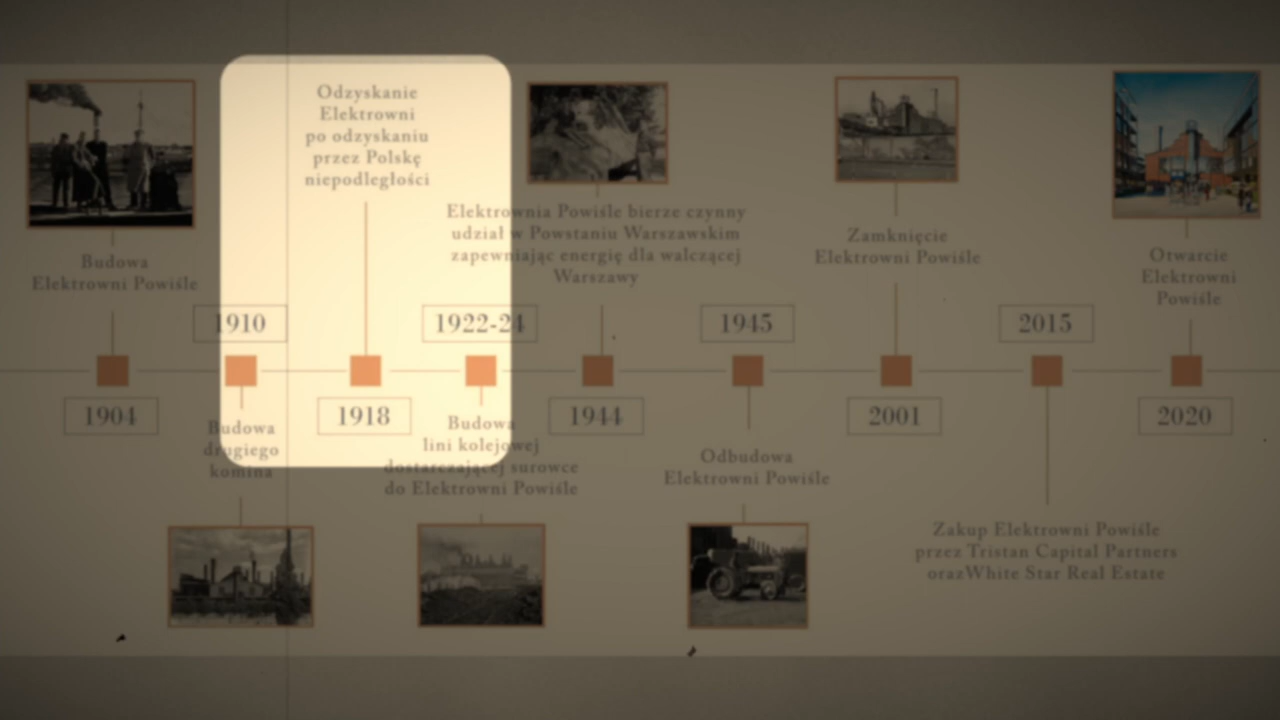 Odzyskanie
Elektrowni
po odzyskaniu
przez Polskę
niepodległości
Elektrownia Powiśle bierze czynny
udział w Powstaniu Warszawskim
zapewniając energię dla walczącej
Warszawy
Zamknięcie
Elektrowni Powiśle
Budowa
Elektrowni Powiśle
Otwarcie
Elektrowni
Powiśle
1910
1922-24
1945
2015
1904
1918
1944
2001
2020
Budowa
drugiego
komina
Budowa
lini kolejowej
dostarczającej surowce
do Elektrowni Powiśle
Odbudowa
Elektrowni Powiśle
Zakup Elektrowni Powiśle
przez Tristan Capital Partners
orazWhite Star Real Estate